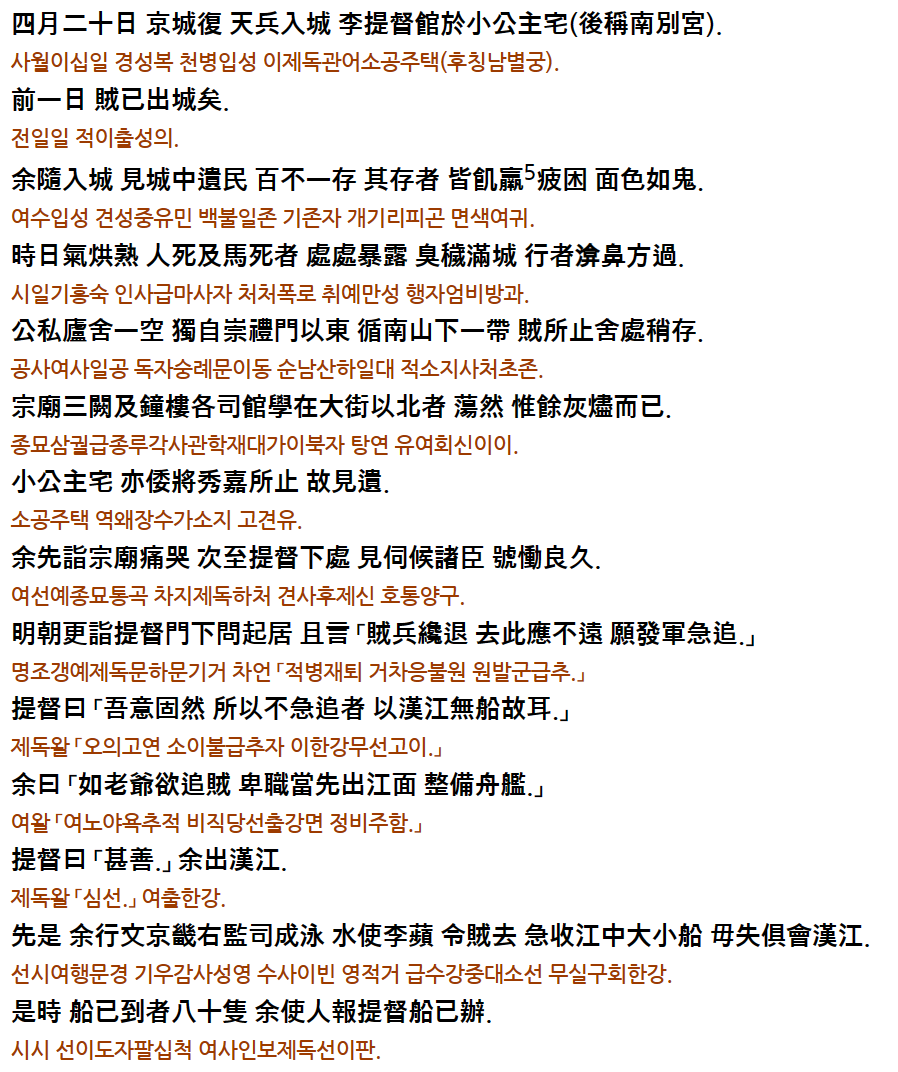 四月二十日 京城復 天兵入城 李提督館於小公主宅(後稱南別宮).
사월이십일 경성복 천병입성 이제독관어소공주택(후칭남별궁).
前一日 賊已出城矣.
전일일 적이출성의.
余隨入城 見城中遺民 百不一存 其存者 皆飢羸5疲困 面色如鬼.
여수입성 견성중유민 백불일존 기존자 개기리피곤 면색여귀.
時日氣烘熟 人死及馬死者 處處暴露 臭穢滿城 行者渰鼻方過.
시일기홍숙 인사급마사자 처처폭로 취예만성 행자엄비방과.
公私廬舍一空 獨自崇禮門以東 循南山下一帶 賊所止舍處稍存.
공사여사일공 독자숭례문이동 순남산하일대 적소지사처초존.
宗廟三闕及鐘樓各司館學在大街以北者 蕩然 惟餘灰燼而已.
종묘삼궐급종루각사관학재대가이북자 탕연 유여회신이이.
小公主宅 亦倭將秀嘉所止 故見遺.
소공주택 역왜장수가소지 고견유.
余先詣宗廟痛哭 次至提督下處 見伺候諸臣 號慟良久.
여선예종묘통곡 차지제독하처 견사후제신 호통양구.
明朝更詣提督門下問起居 且言「賊兵纔退 去此應不遠 願發軍急追.」
명조갱예제독문하문기거 차언「적병재퇴 거차응불원 원발군급추.」
提督曰「吾意固然 所以不急追者 以漢江無船故耳.」
제독왈「오의고연 소이불급추자 이한강무선고이.」
余曰「如老爺欲追賊 卑職當先出江面 整備舟艦.」
여왈「여노야욕추적 비직당선출강면 정비주함.」
提督曰「甚善.」余出漢江.
제독왈「심선.」여출한강.
先是 余行文京畿右監司成泳 水使李蘋 令賊去 急收江中大小船 毋失俱會漢江.
선시여행문경 기우감사성영 수사이빈 영적거 급수강중대소선 무실구회한강.
是時 船已到者八十隻 余使人報提督船已辦.
시시 선이도자팔십척 여사인보제독선이판.